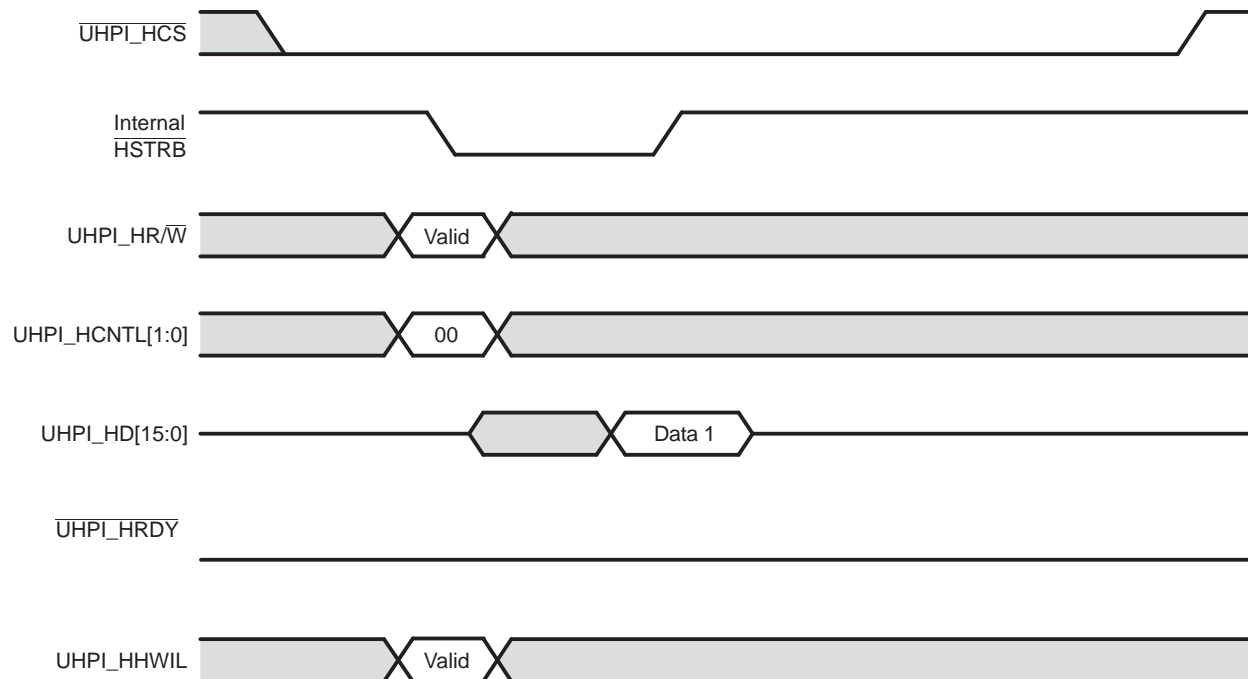 UHPI_HCS
Internal
HSTRB
UHPI_HR/W
Valid
UHPI_HCNTL[1:0]
00
UHPI_HD[15:0]
Data 1
UHPI_HRDY
UHPI_HHWIL
Valid